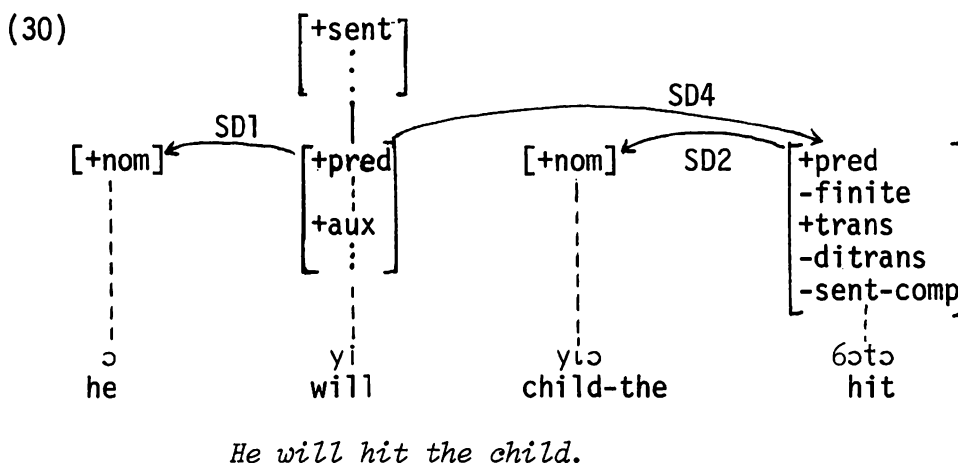 (30)
[+sent]
SD1
SD4
SD2
[+nom]
[+pred
+aux]
[+nom]
[+pred
-finite
+trans
-ditrans
-sent-comp]
ɔ yi yɩɔ ɓɔtɔ
he will child-the hit
He will hit the child.